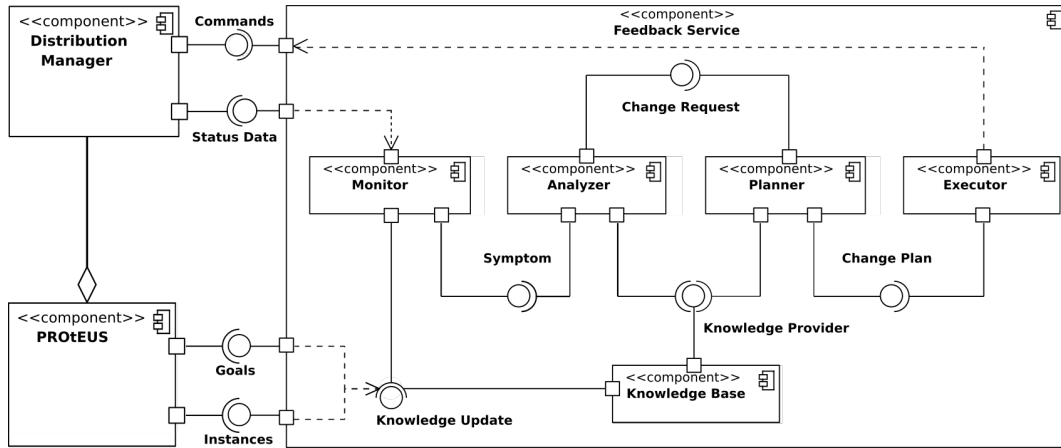 <<component>>
Distribution
Manager
Commands
Status Data
<<component>>
Feedback Service
Change Request
<<component>>
Monitor
<<component>>
Analyzer
<<component>>
Planner
<<component>>
Executor
Symptom
Change Plan
Knowledge Provider
<<component>>
PROtEUS
Goals
Instances
Knowledge Update
<<component>>
Knowledge Base